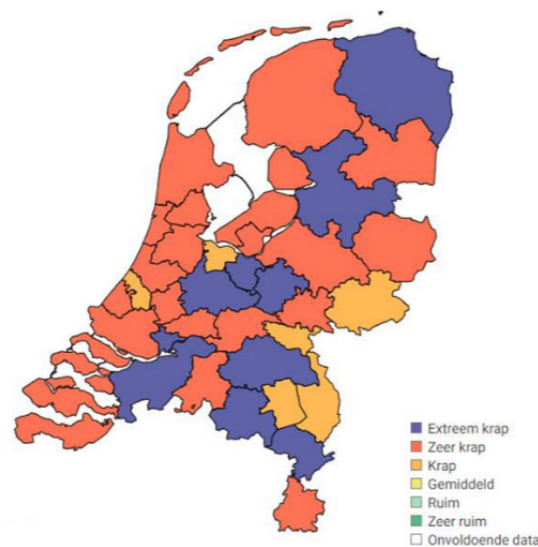 Extreem krap
Zeer krap
Krap
Gemiddeld
Ruim
Zeer ruim
Onvoldoende data